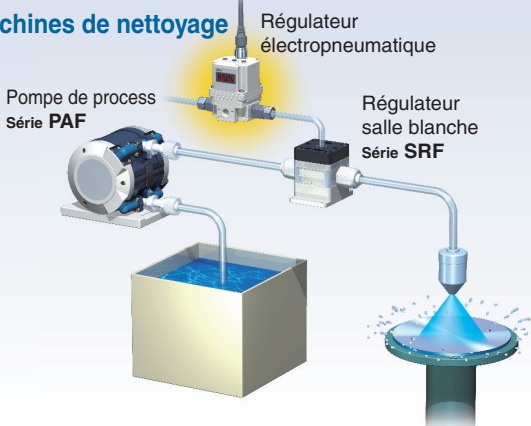 chines de nettoyage
Régulateur
électropneumatique
Pompe de process
Série PAF
Régulateur
salle blanche
Série SRF